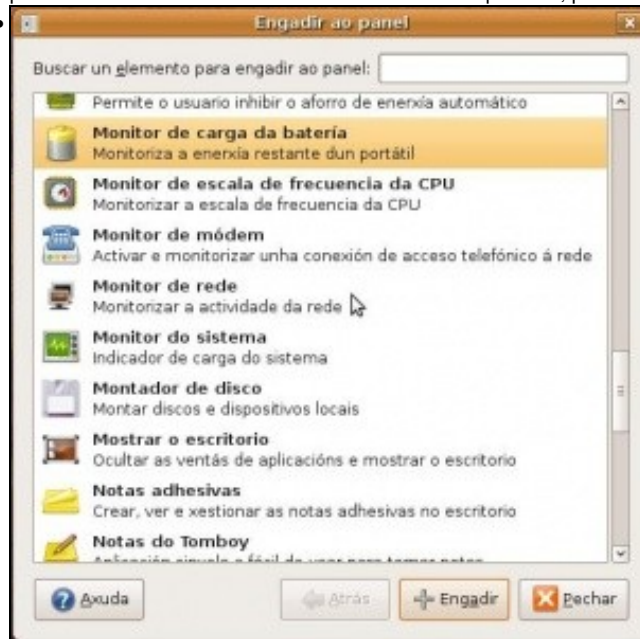 Engadir ao panel
Buscar un elemento para engadir ao panel:
Permite o usuario inhibir o aforro de enerxía automático
Monitor de carga da batería
Monitoriza a enerxía restante dun portátil
Monitor de escala de frecuencia da CPU
Monitorizar a escala de frecuencia da CPU
Monitor de módem
Activar e monitorizar unha conexión de acceso telefónico á rede
Monitor de rede
Monitorizar a actividade da rede
Monitor do sistema
Indicador de carga do sistema
Montador de disco
Montar discos e dispositivos locais
Mostrar o escritorio
Ocultar as ventás de aplicacións e mostrar o escritorio
Notas adhesivas
Crear, ver e xestionar as notas adhesivas no escritorio
Notas do Tomboy
Axuda Atrás Engadir Pechar